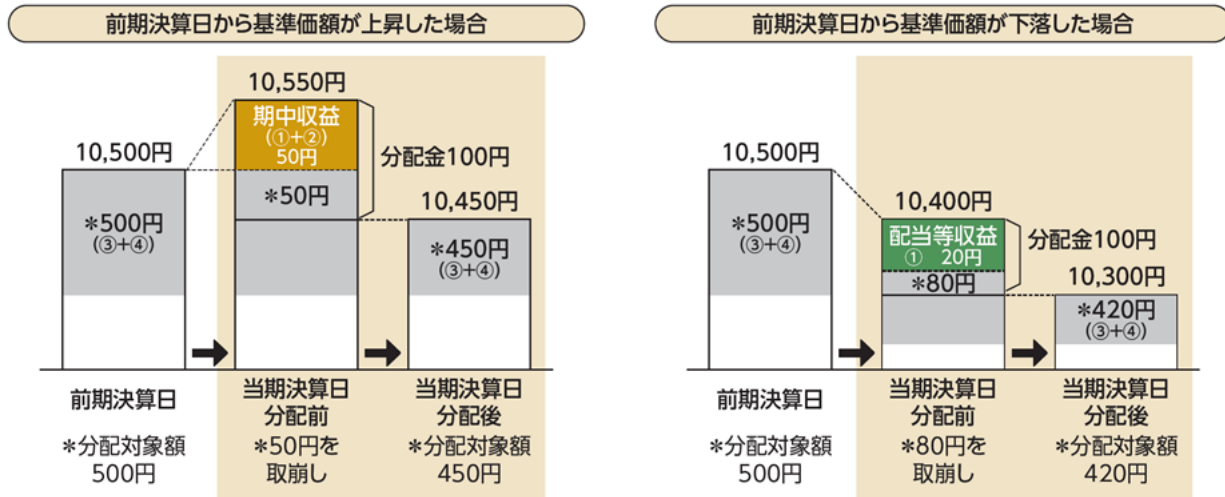 前期決算日から基準価額が上昇した場合
10,550円
期中収益
(①+②)
50円
10,500円
分配金100円
*50円
*500円
(③+④)
10,450円
*450円
(③+④)
前期決算日
当期決算日
分配前
当期決算日
分配後
*分配対象額
500円
*50円を
取崩し
*分配対象額
450円
前期決算日から基準価額が下落した場合
10,500円
*500円
(③+④)
10,400円
配当等収益
① 20円
分配金100円
*80円
10,300円
*420円
(③+④)
前期決算日
当期決算日
分配前
当期決算日
分配後
*分配対象額
500円
*80円を
取崩し
*分配対象額
420円